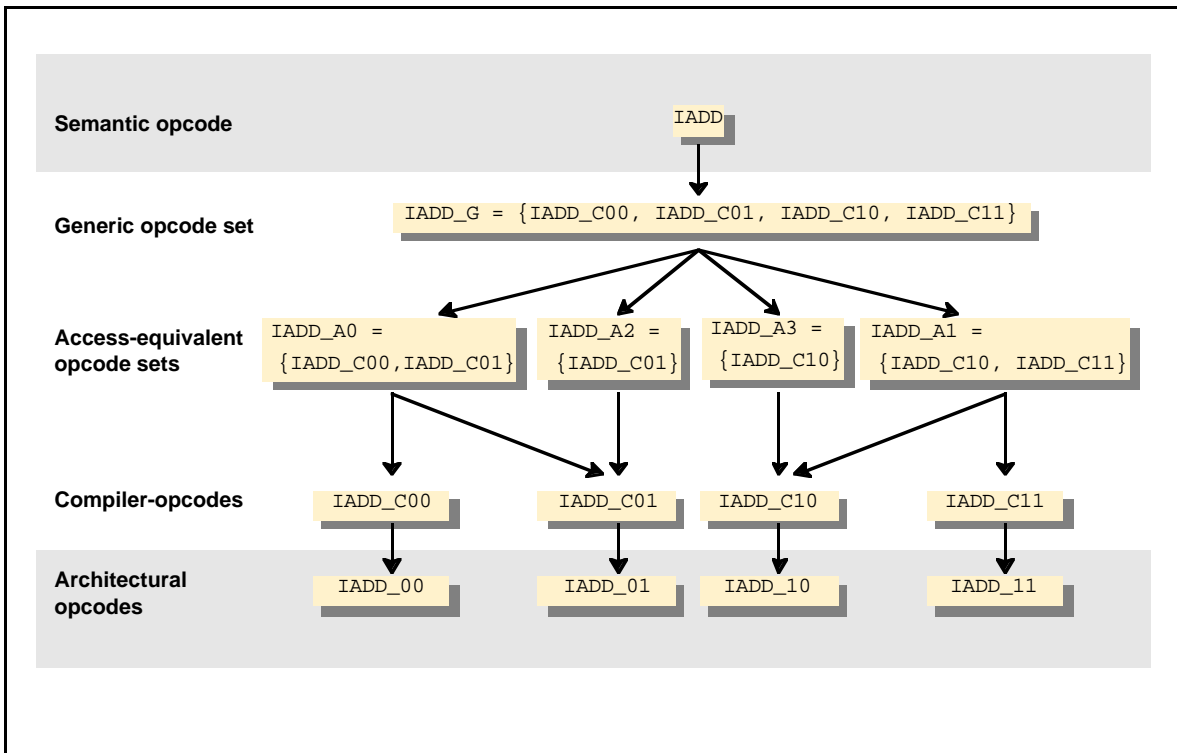 Semantic opcode
IADD
Generic opcode set
IADD_G = {IADD_C00, IADD_C01, IADD_C10, IADD_C11}
Access-equivalent
opcode sets
IADD_A0 =
{IADD_C00,IADD_C01}
IADD_A2 =
{IADD_C01}
IADD_A3 =
{IADD_C10}
IADD_A1 =
{IADD_C10, IADD_C11}
Compiler-opcodes
IADD_C00
IADD_C01
IADD_C10
IADD_C11
Architectural
opcodes
IADD_00
IADD_01
IADD_10
IADD_11